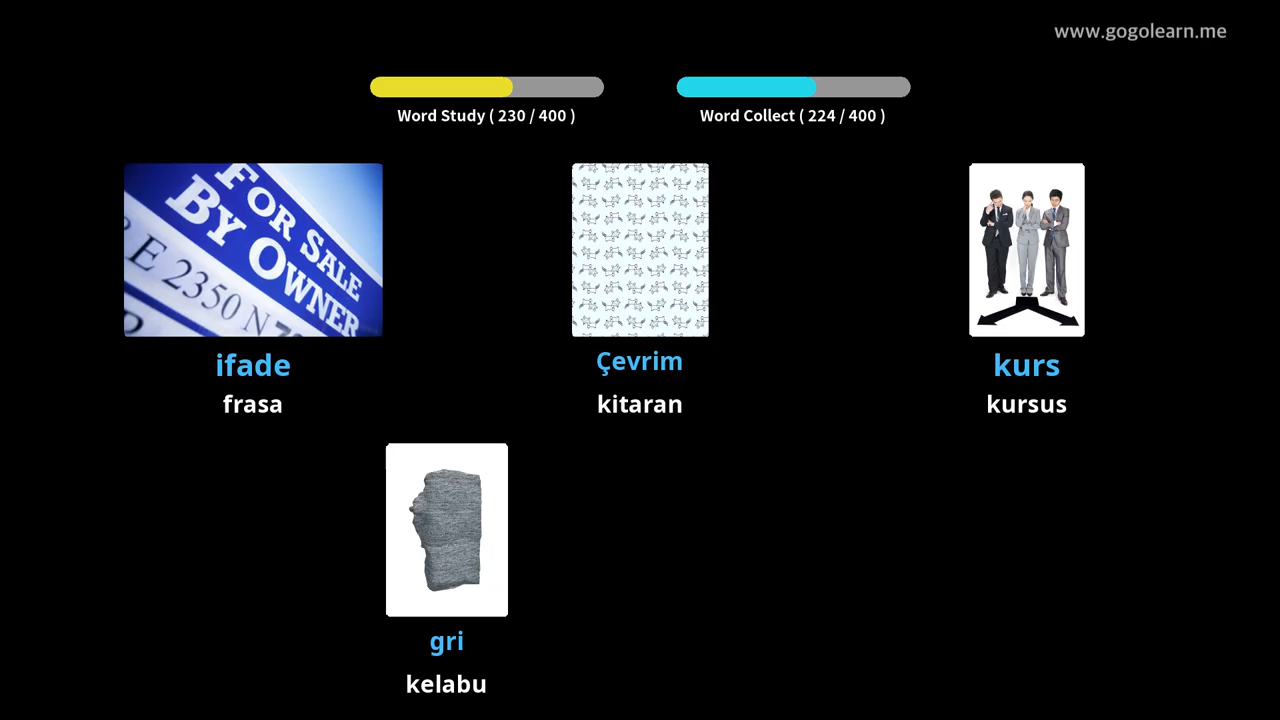 www.gogolearn.me
Word Study ( 230 / 400 )
Word Collect ( 224 / 400 )
FOR SALE
BY OWNER
E 2350 N
ifade
frasa
Çevrim
kitaran
kurs
kursus
gri
kelabu